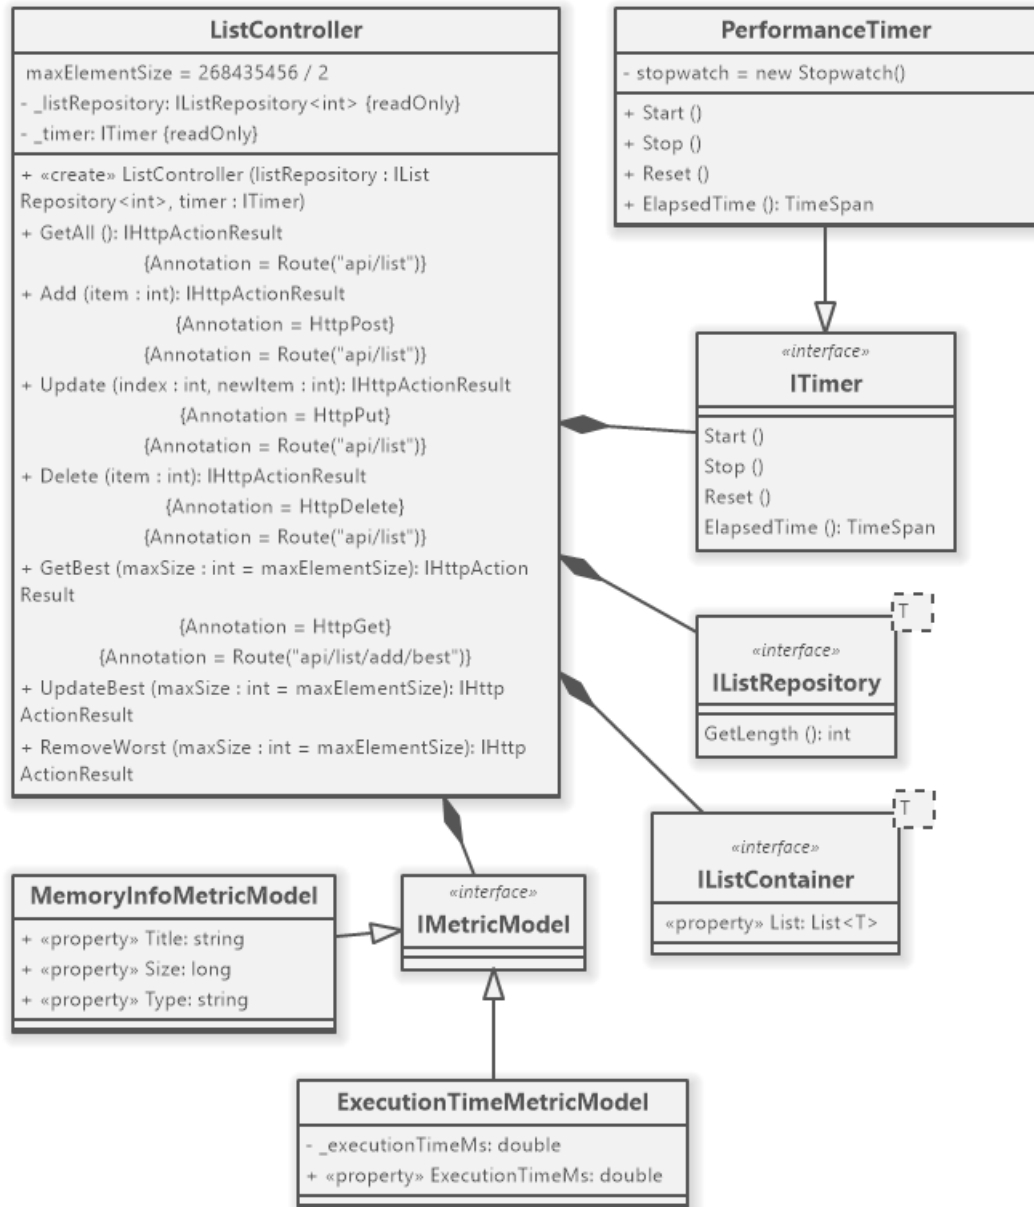 ListController
maxElementSize = 268435456 / 2
- _listRepository: IListRepository<int> {readOnly}
- _timer: ITimer {readOnly}
+ «create» ListController (listRepository : IList
Repository<int>, timer : ITimer)
+ GetAll (): IHttpActionResult
{Annotation = Route("api/list")}
+ Add (item : int): IHttpActionResult
{Annotation = HttpPost}
{Annotation = Route("api/list")}
+ Update (index : int, newItem : int): IHttpActionResult
{Annotation = HttpPut}
{Annotation = Route("api/list")}
+ Delete (item : int): IHttpActionResult
{Annotation = HttpDelete}
{Annotation = Route("api/list")}
+ GetBest (maxSize : int = maxElementSize): IHttpAction
Result
{Annotation = HttpGet}
{Annotation = Route("api/list/add/best")}
+ UpdateBest (maxSize : int = maxElementSize): IHttp
ActionResult
+ RemoveWorst (maxSize : int = maxElementSize): IHttp
ActionResult
PerformanceTimer
- stopwatch = new Stopwatch()
+ Start ()
+ Stop ()
+ Reset ()
+ ElapsedTime (): TimeSpan
«interface»
ITimer
Start ()
Stop ()
Reset ()
ElapsedTime (): TimeSpan
T
«interface»
IListRepository
GetLength (): int
T
«interface»
IListContainer
«property» List: List<T>
MemoryInfoMetricModel
+ «property» Title: string
+ «property» Size: long
+ «property» Type: string
«interface»
IMetricModel
ExecutionTimeMetricModel
- _executionTimeMs: double
+ «property» ExecutionTimeMs: double